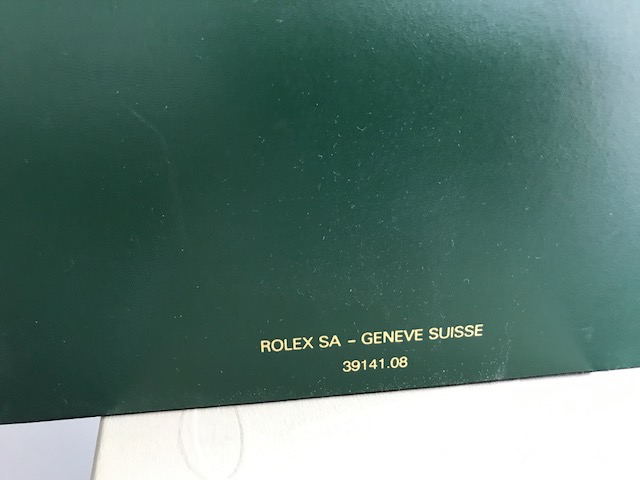 ROLEX SA - GENEVE SUISSE
39141.08